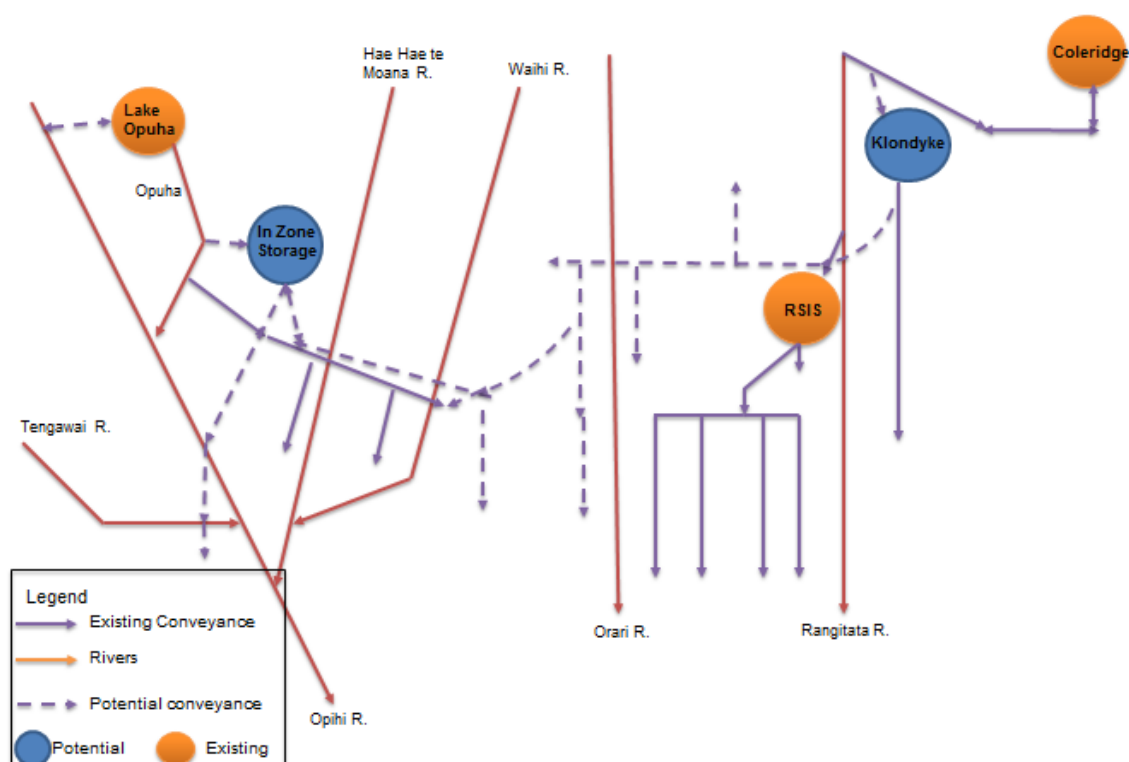 Hae Hae te
Moana R.
Waihi R.
Coleridge
Lake
Opuha
Klondyke
Opuha
In Zone
Storage
RSIS
Tengawai R.
Orari R.
Rangitata R.
Opihi R.
Legend
Existing Conveyance
Rivers
Potential conveyance
Potential
Existing